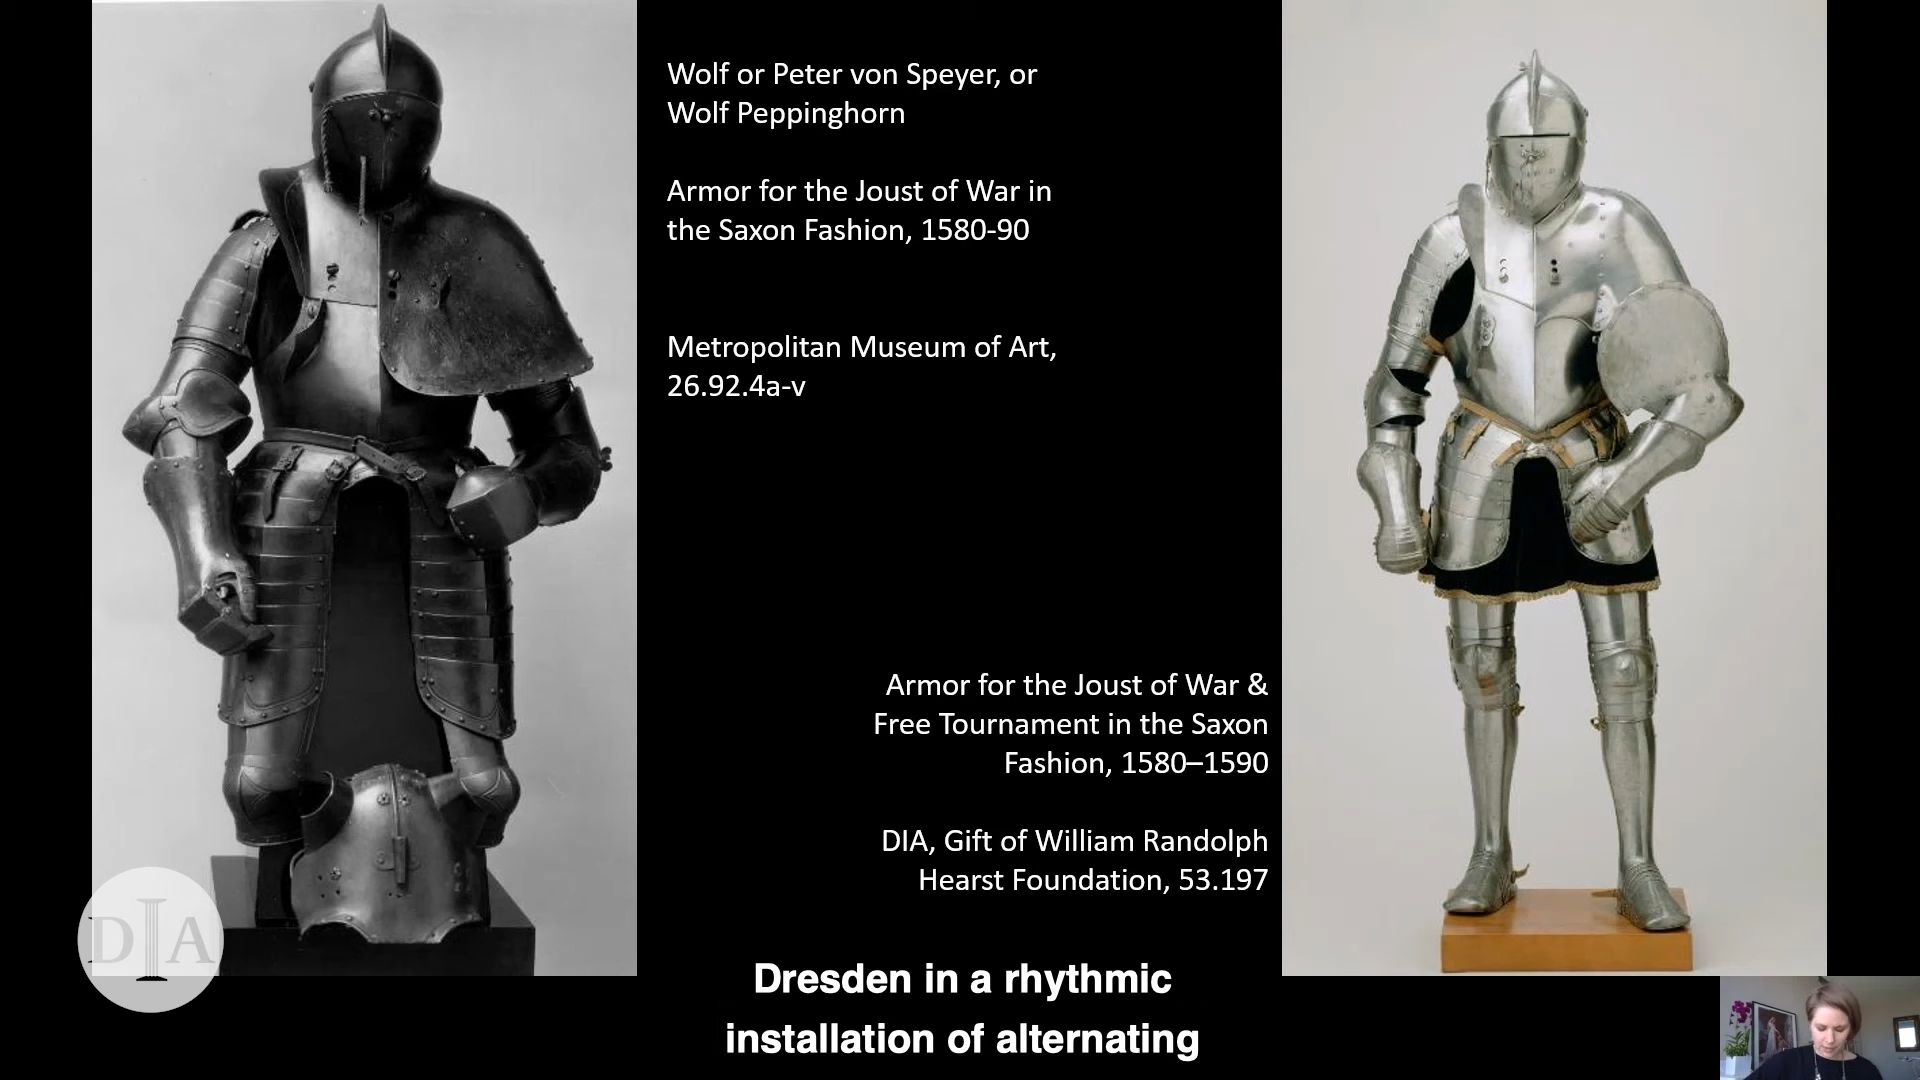 Wolf or Peter von Speyer, or
Wolf Peppinghorn
Armor for the Joust of War in
the Saxon Fashion, 1580-90
Metropolitan Museum of Art,
26.92.4a-v
Armor for the Joust of War &
Free Tournament in the Saxon
Fashion, 1580–1590
DIA, Gift of William Randolph
Hearst Foundation, 53.197
DIA
Dresden in a rhythmic
installation of alternating